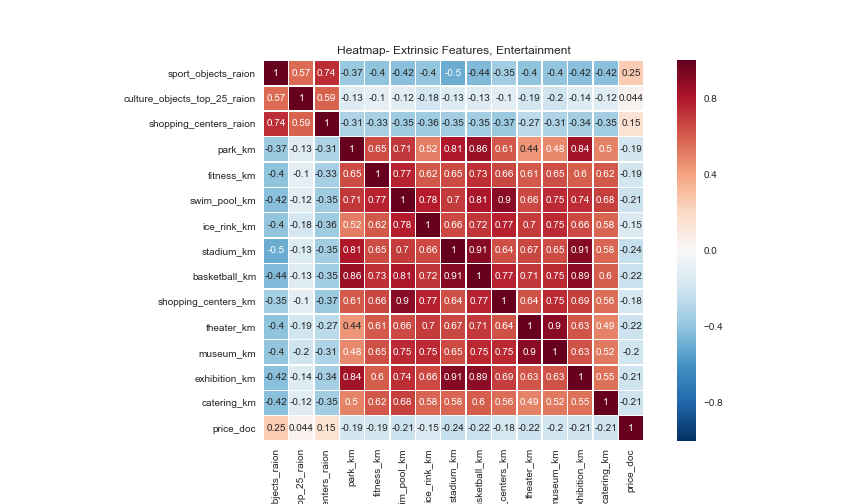 Heatmap- Extrinsic Features, Entertainment
sport_objects_raion 1 0.57 0.74 -0.37 -0.4 -0.42 -0.4 -0.5 -0.44 -0.35 -0.4 -0.4 -0.42 -0.42 0.25
culture_objects_top_25_raion 0.57 1 0.59 -0.13 -0.1 -0.12 -0.18 -0.13 -0.13 -0.1 -0.19 -0.2 -0.14 -0.12 0.044
shopping_centers_raion 0.74 0.59 1 -0.31 -0.33 -0.35 -0.36 -0.35 -0.35 -0.37 -0.27 -0.31 -0.34 -0.35 0.15
park_km -0.37 -0.13 -0.31 1 0.65 0.71 0.52 0.81 0.86 0.61 0.44 0.48 0.84 0.5 -0.19
fitness_km -0.4 -0.1 -0.33 0.65 1 0.77 0.62 0.65 0.73 0.66 0.61 0.65 0.6 0.62 -0.19
swim_pool_km -0.42 -0.12 -0.35 0.71 0.77 1 0.78 0.7 0.81 0.9 0.66 0.75 0.74 0.68 -0.21
ice_rink_km -0.4 -0.18 -0.36 0.52 0.62 0.78 1 0.66 0.72 0.77 0.7 0.75 0.66 0.58 -0.15
stadium_km -0.5 -0.13 -0.35 0.81 0.65 0.7 0.66 1 0.91 0.64 0.67 0.65 0.91 0.58 -0.24
basketball_km -0.44 -0.13 -0.35 0.86 0.73 0.81 0.72 0.91 1 0.77 0.71 0.75 0.89 0.6 -0.22
shopping_centers_km -0.35 -0.1 -0.37 0.61 0.66 0.9 0.77 0.64 0.77 1 0.64 0.75 0.69 0.56 -0.18
theater_km -0.4 -0.19 -0.27 0.44 0.61 0.66 0.7 0.67 0.71 0.64 1 0.9 0.63 0.49 -0.22
museum_km -0.4 -0.2 -0.31 0.48 0.65 0.75 0.75 0.65 0.75 0.75 0.9 1 0.63 0.52 -0.2
exhibition_km -0.42 -0.14 -0.34 0.84 0.6 0.74 0.66 0.91 0.89 0.69 0.63 0.63 1 0.55 -0.21
catering_km -0.42 -0.12 -0.35 0.5 0.62 0.68 0.58 0.58 0.6 0.56 0.49 0.52 0.55 1 -0.21
price_doc 0.25 0.044 0.15 -0.19 -0.19 -0.21 -0.15 -0.24 -0.22 -0.18 -0.22 -0.2 -0.21 -0.21 1
0.8
0.4
0.0
−0.4
−0.8
park_km
fitness_km
stadium_km
theater_km
price_doc